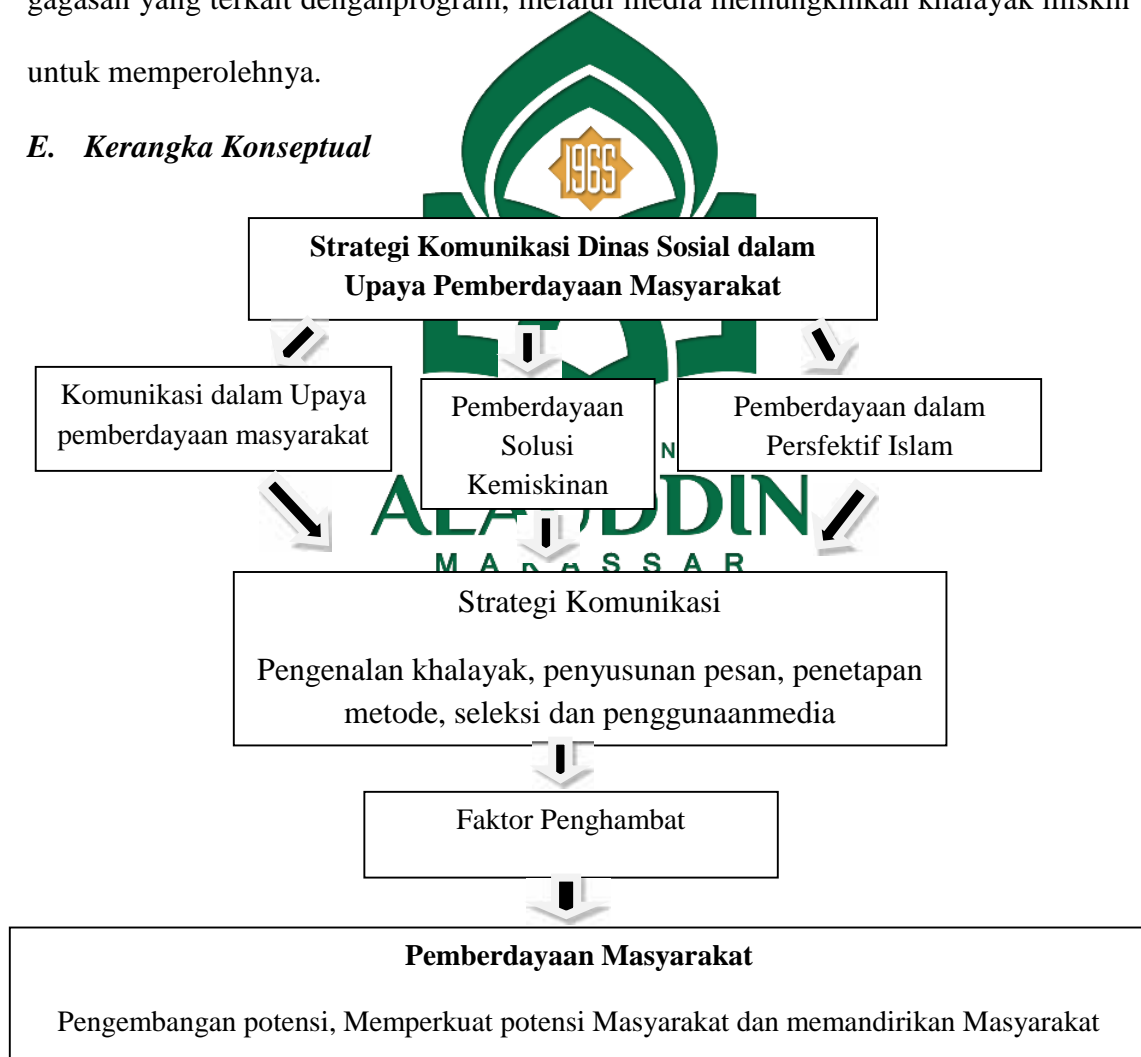 gagasan yang terkait denganprogram, melalui media memungkinkan khalayak miskin
untuk memperolehnya.
E. Kerangka Konseptual
1965
Strategi Komunikasi Dinas Sosial dalam
Upaya Pemberdayaan Masyarakat
Komunikasi dalam Upaya
pemberdayaan masyarakat
Pemberdayaan
Solusi
Kemiskinan
Pemberdayaan dalam
Persfektif Islam
N
ALAUDDIN
MAKASSAR
Strategi Komunikasi
Pengenalan khalayak, penyusunan pesan, penetapan
metode, seleksi dan penggunaanmedia
Faktor Penghambat
Pemberdayaan Masyarakat
Pengembangan potensi, Memperkuat potensi Masyarakat dan memandirikan Masyarakat